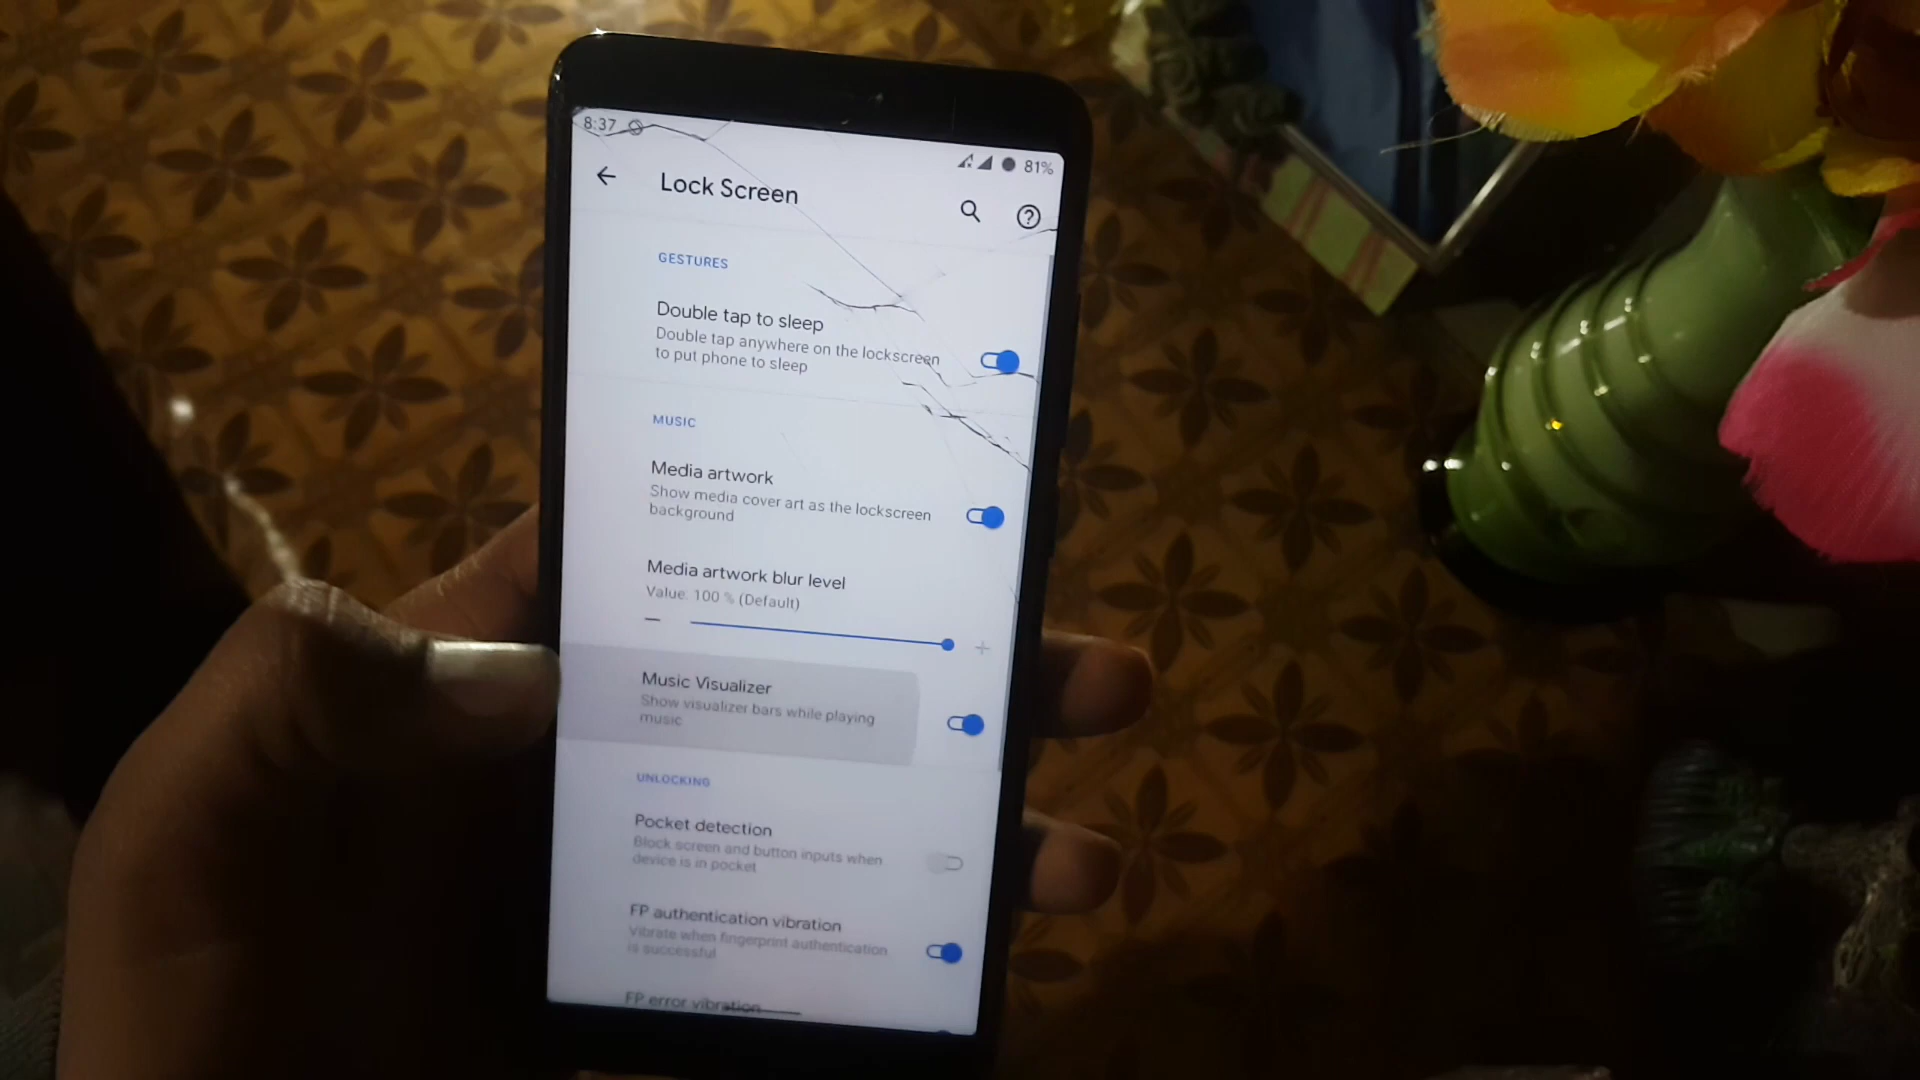 8:37
81%
Lock Screen
GESTURES
Double tap to sleep
Double tap anywhere on the lockscreen
to put phone to sleep
MUSIC
Media artwork
Show media cover art as the lockscreen
background
Media artwork blur level
Value: 100 % (Default)
Music Visualizer
Show visualizer bars while playing
music
UNLOCKING
Pocket detection
Block screen and button inputs when
device is in pocket
FP authentication vibration
Vibrate when fingerprint authentication
is successful
FP error vibration